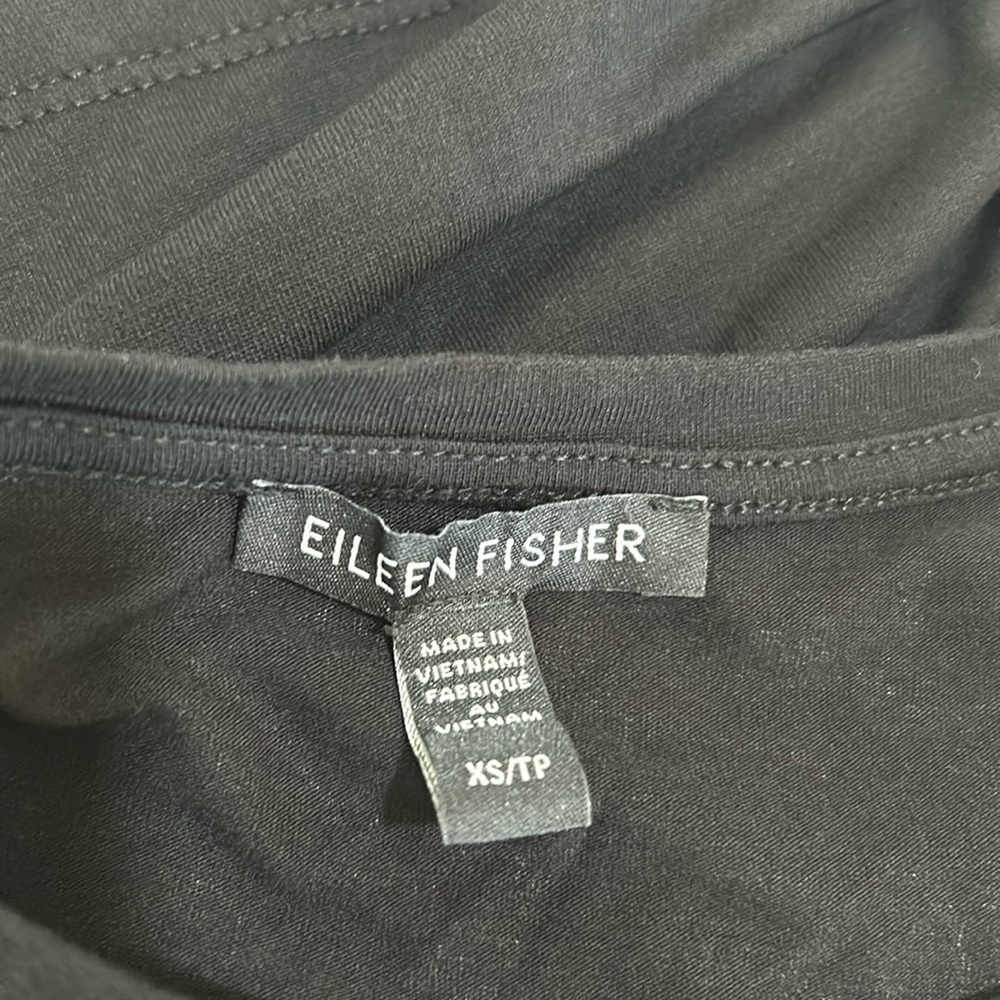 EILEEN FISHER
MADE IN
VIETNAM/
FABRIQUÉ
AU
VIETNAM
XS/TP